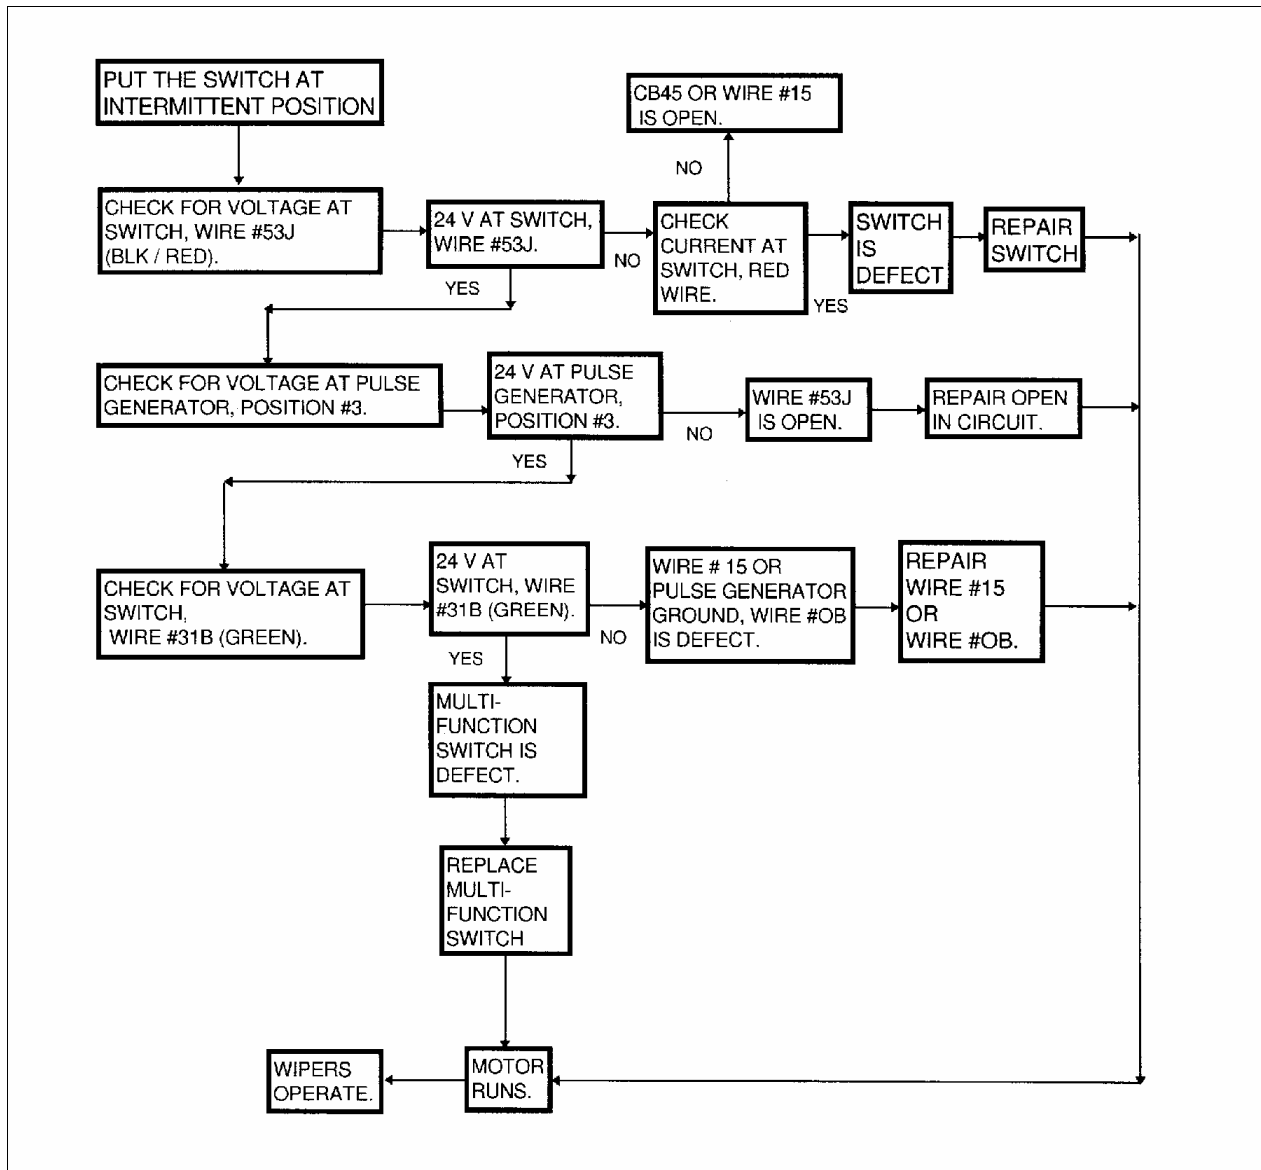 PUT THE SWITCH AT
INTERMITTENT POSITION
CB45 OR WIRE #15
IS OPEN.
NO
CHECK FOR VOLTAGE AT
SWITCH, WIRE #53J
(BLK / RED).
24 V AT SWITCH,
WIRE #53J.
NO
YES
CHECK
CURRENT AT
SWITCH, RED
WIRE.
YES
SWITCH
IS
DEFECT
REPAIR
SWITCH
CHECK FOR VOLTAGE AT PULSE
GENERATOR, POSITION #3.
24 V AT PULSE
GENERATOR,
POSITION #3.
NO
YES
WIRE #53J
IS OPEN.
REPAIR OPEN
IN CIRCUIT.
CHECK FOR VOLTAGE AT
SWITCH,
WIRE #31B (GREEN).
24 V AT
SWITCH, WIRE
#31B (GREEN).
NO
YES
WIRE # 15 OR
PULSE GENERATOR
GROUND, WIRE #OB
IS DEFECT.
REPAIR
WIRE #15
OR
WIRE #OB.
MULTI-
FUNCTION
SWITCH IS
DEFECT.
REPLACE
MULTI-
FUNCTION
SWITCH
WIPERS
OPERATE.
MOTOR
RUNS.